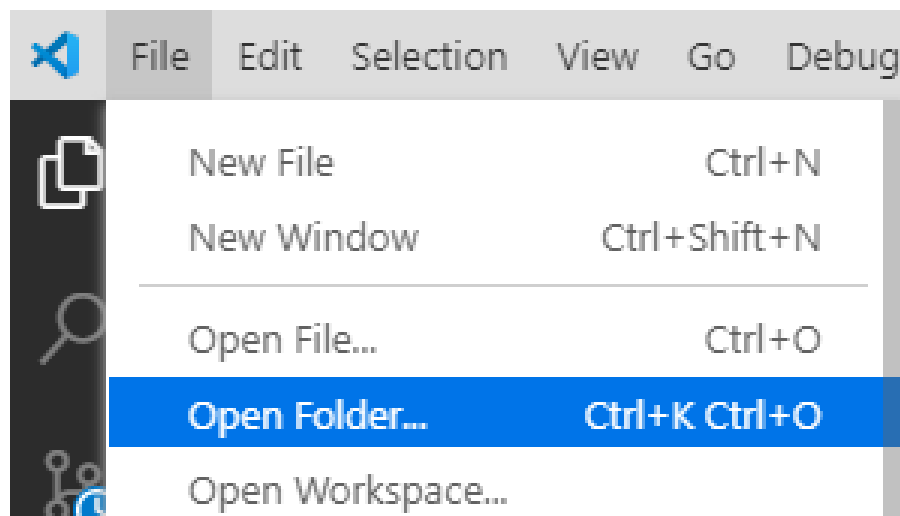 File Edit Selection View Go Debug
New File Ctrl+N
New Window Ctrl+Shift+N
Open File... Ctrl+O
Open Folder... Ctrl+K Ctrl+O
Open Workspace...